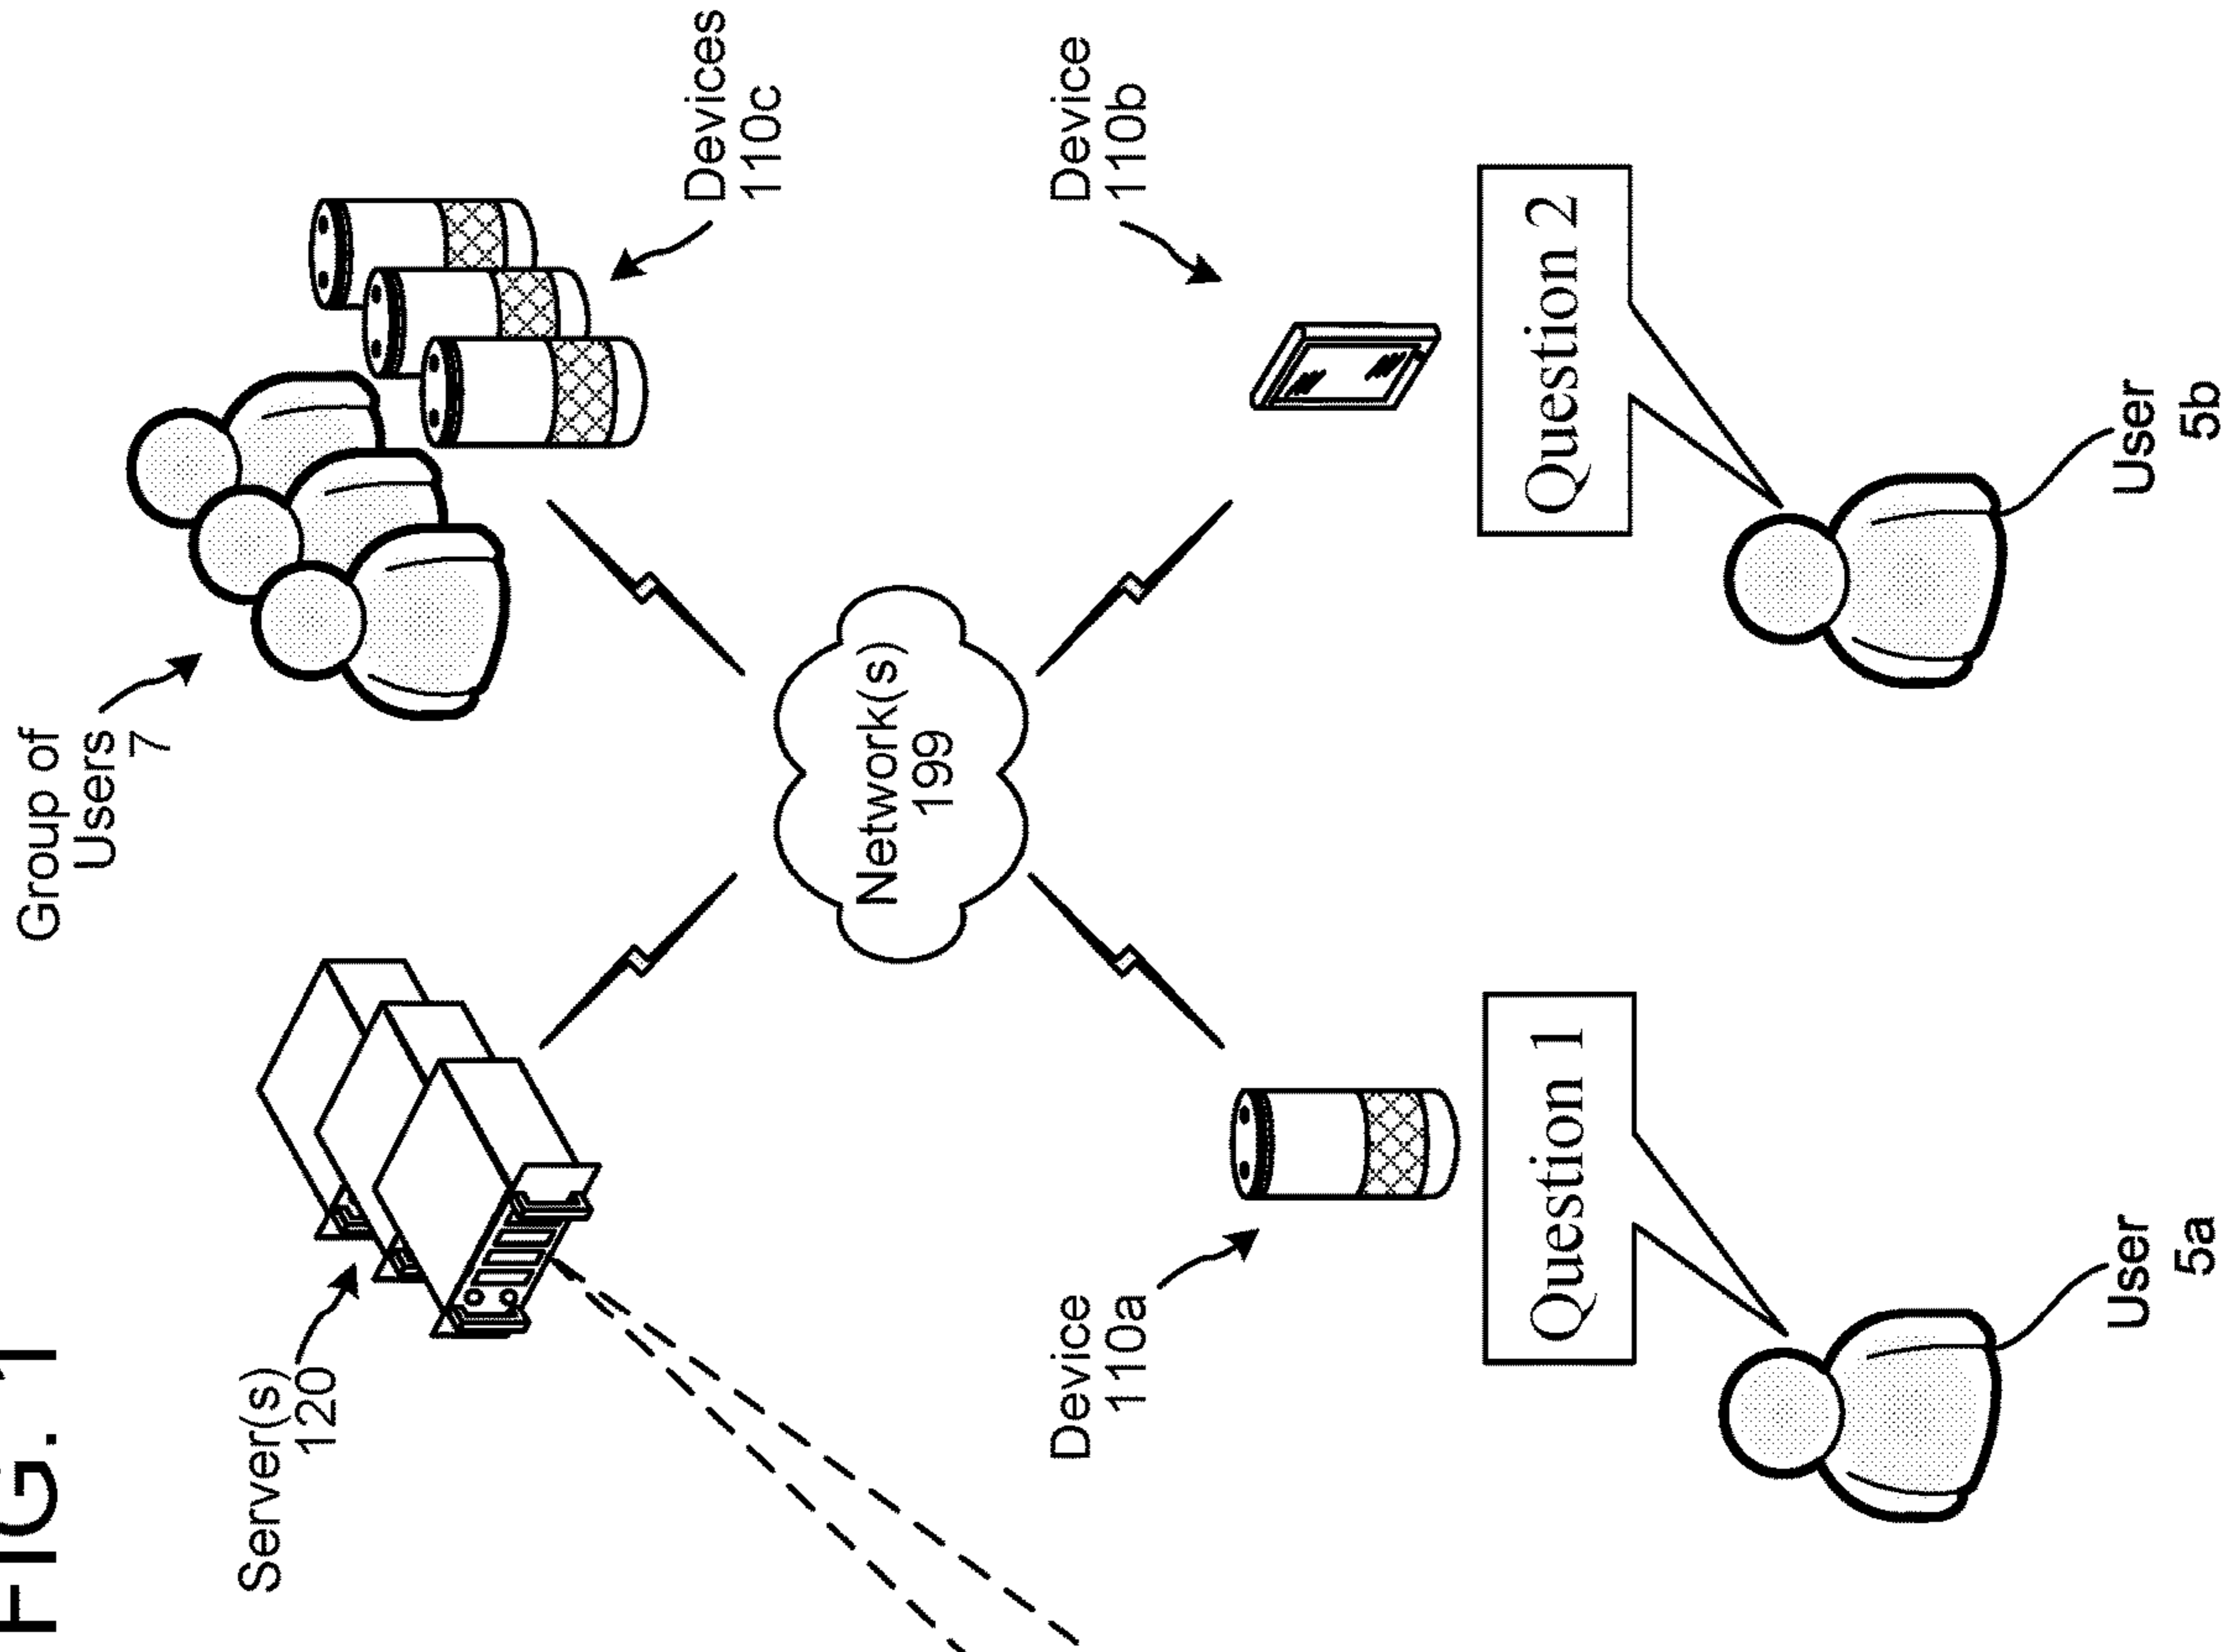 FIG. 1
Server(s)
120
Group of
Users
7
Devices
110c
Network(s)
199
Device
110a
Device
110b
Question 1
Question 2
User
5a
User
5b